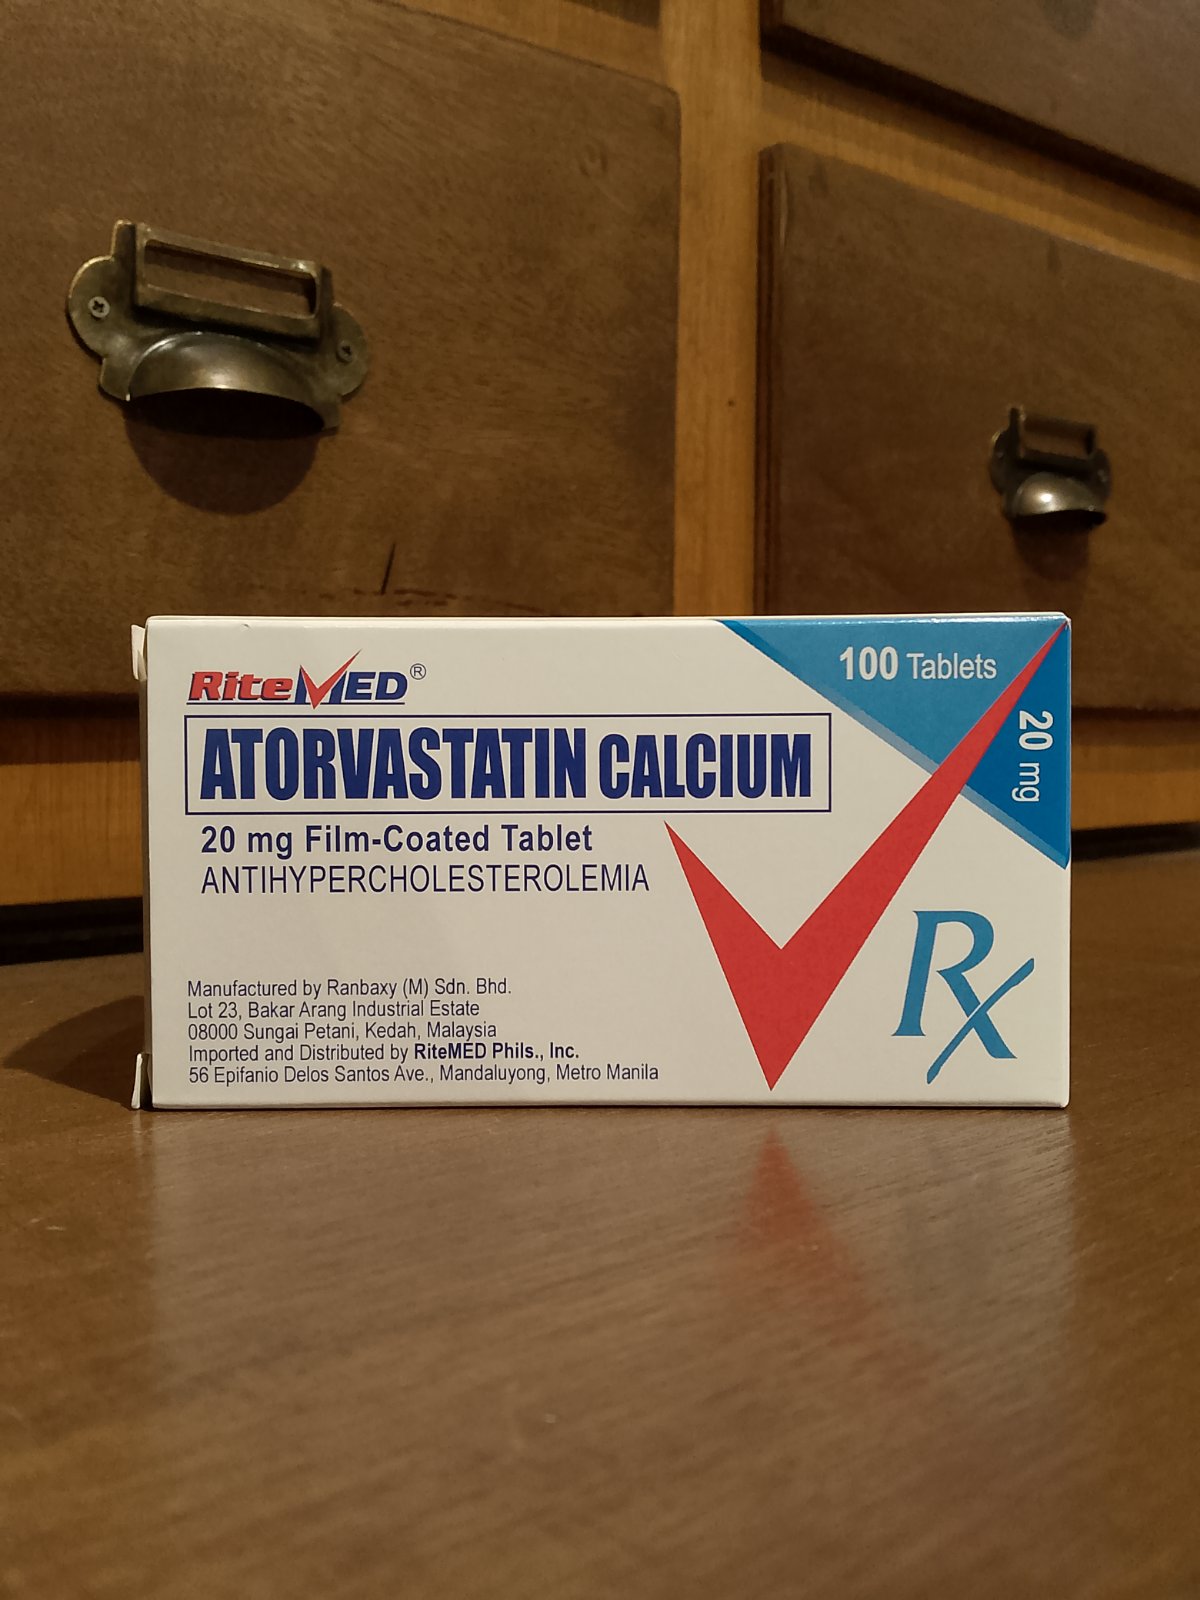 RiteMED®
ATORVASTATIN CALCIUM
20 mg Film-Coated Tablet
ANTIHYPERCHOLESTEROLEMIA
100 Tablets
20 mg
Rx
Manufactured by Ranbaxy (M) Sdn. Bhd.
Lot 23, Bakar Arang Industrial Estate
08000 Sungai Petani, Kedah, Malaysia
Imported and Distributed by RiteMED Phils., Inc.
56 Epifanio Delos Santos Ave., Mandaluyong, Metro Manila